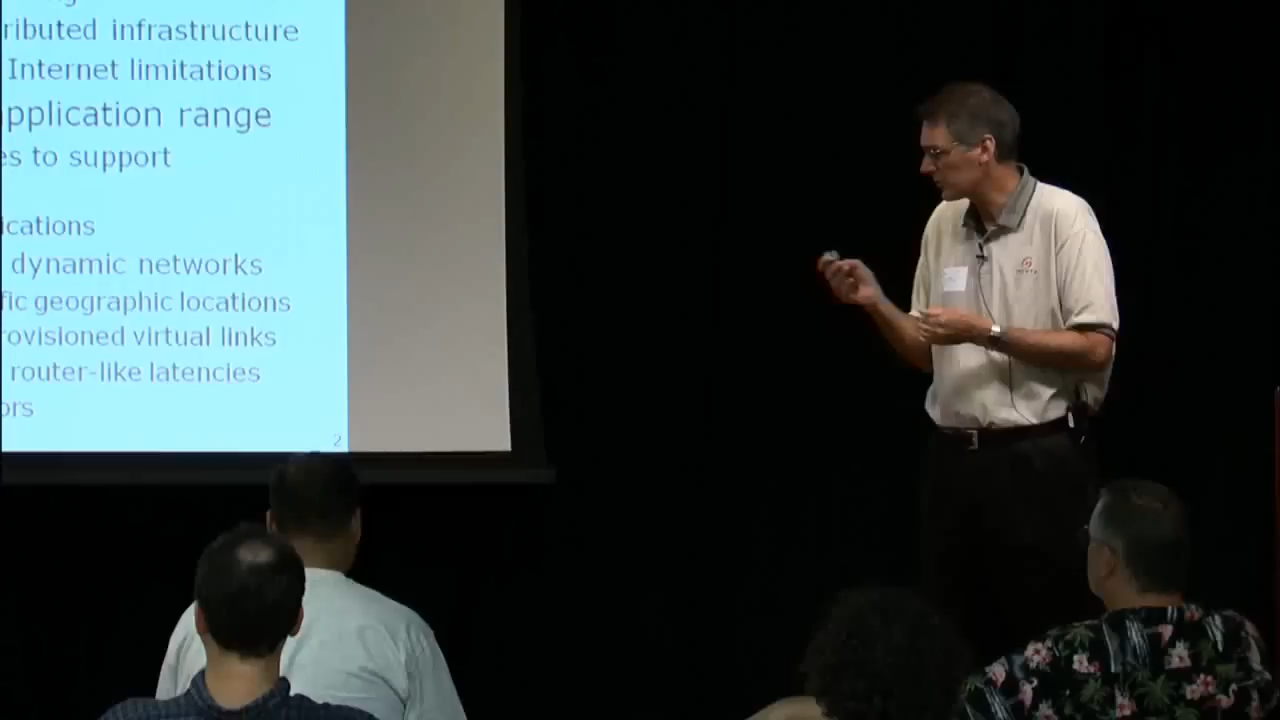 ributed infrastructure
Internet limitations
pplication range
es to support
ications
dynamic networks
fic geographic locations
ovisioned virtual links
router-like latencies
ors
2